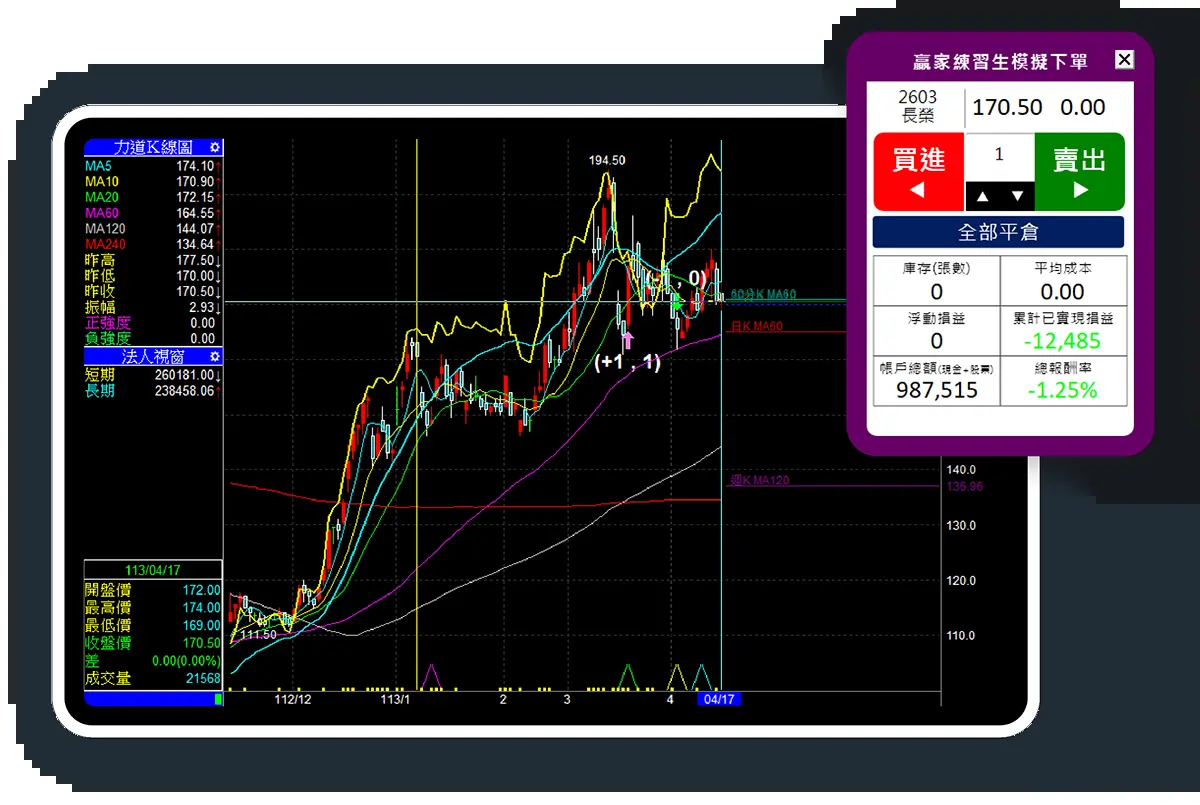 贏家練習生模擬下單
2603
長榮
170.50 0.00
買進
1
賣出
全部平倉
庫存(張數) 平均成本
0 0.00
浮動損益 累計已實現損益
0 -12,485
帳戶總額(現金+股票) 總報酬率
987,515 -1.25%
力道K線圖
MA5 174.10↑
MA10 170.90↑
MA20 172.15↑
MA60 164.55↑
MA120 144.07↑
MA240 134.64↑
昨高 177.50↓
昨低 170.00↓
昨收 170.50↓
振幅 2.93↓
正強度 0.00
負強度 0.00
法人視窗
短期 260181.00↓
長期 238458.06↑
113/04/17
開盤價 172.00
最高價 174.00
最低價 169.00
收盤價 170.50
差 0.00(0.00%)
成交量 21568
194.50
, 0)
60分K MA60
日K MA60
(+1 , 1)
週K MA120
111.50
140.0
136.96
130.0
120.0
110.0
112/12 113/1 2 3 4 04/17